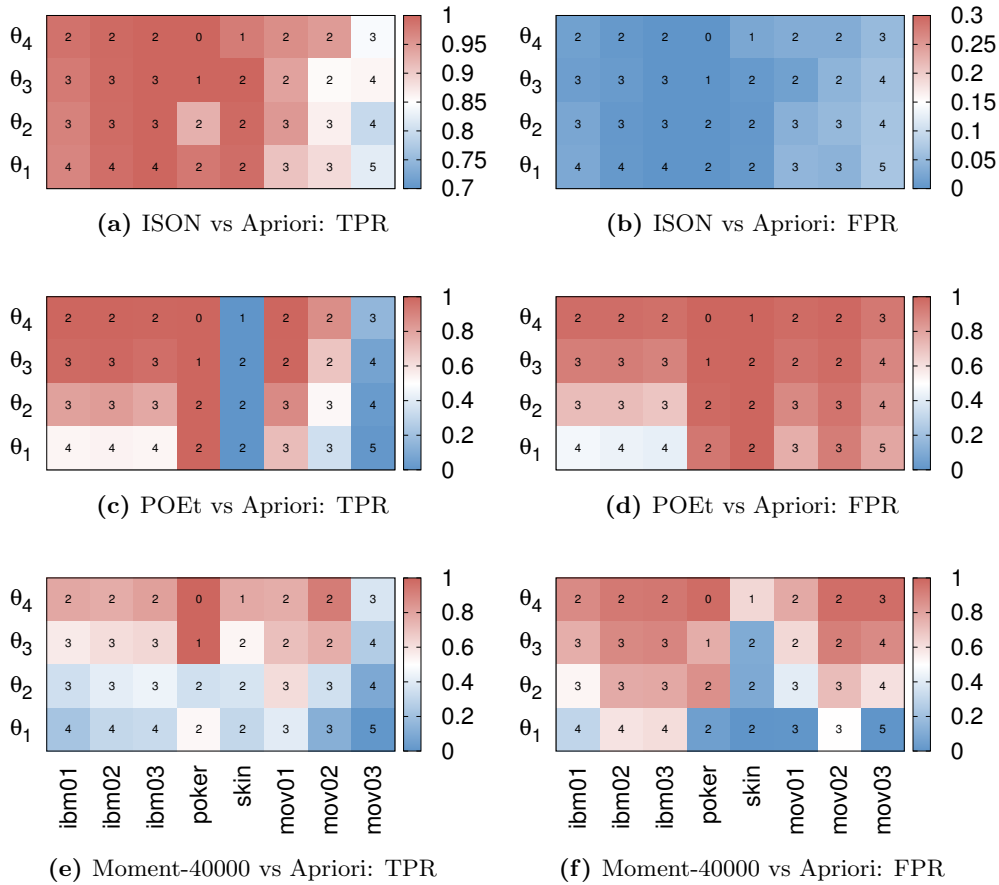 θ4 2 2 2 0 1 2 2 3
θ3 3 3 3 1 2 2 2 4
θ2 3 3 3 2 2 3 3 4
θ1 4 4 4 2 2 3 3 5
1
0.95
0.9
0.85
0.8
0.75
0.7
(a) ISON vs Apriori: TPR
2 2 2 0 1 2 2 3
3 3 3 1 2 2 2 4
3 3 3 2 2 3 3 4
4 4 4 2 2 3 3 5
θ4
θ3
θ2
θ1
0.3
0.25
0.2
0.15
0.1
0.05
0
(b) ISON vs Apriori: FPR
θ4 2 2 2 0 1 2 2 3
θ3 3 3 3 1 2 2 2 4
θ2 3 3 3 2 2 3 3 4
θ1 4 4 4 2 2 3 3 5
1
0.8
0.6
0.4
0.2
0
(c) POEt vs Apriori: TPR
θ4 2 2 2 0 1 2 2 3
θ3 3 3 3 1 2 2 2 4
θ2 3 3 3 2 2 3 3 4
θ1 4 4 4 2 2 3 3 5
1
0.8
0.6
0.4
0.2
0
(d) POEt vs Apriori: FPR
θ4 2 2 2 0 1 2 2 3
θ3 3 3 3 1 2 2 2 4
θ2 3 3 3 2 2 3 3 4
θ1 4 4 4 2 2 3 3 5
1
0.8
0.6
0.4
0.2
0
ibm01
ibm02
ibm03
poker
skin
mov01
mov02
mov03
(e) Moment-40000 vs Apriori: TPR
θ4 2 2 2 0 1 2 2 3
θ3 3 3 3 1 2 2 2 4
θ2 3 3 3 2 2 3 3 4
θ1 4 4 4 2 2 3 3 5
1
0.8
0.6
0.4
0.2
0
ibm01
ibm02
ibm03
poker
skin
mov01
mov02
mov03
(f) Moment-40000 vs Apriori: FPR